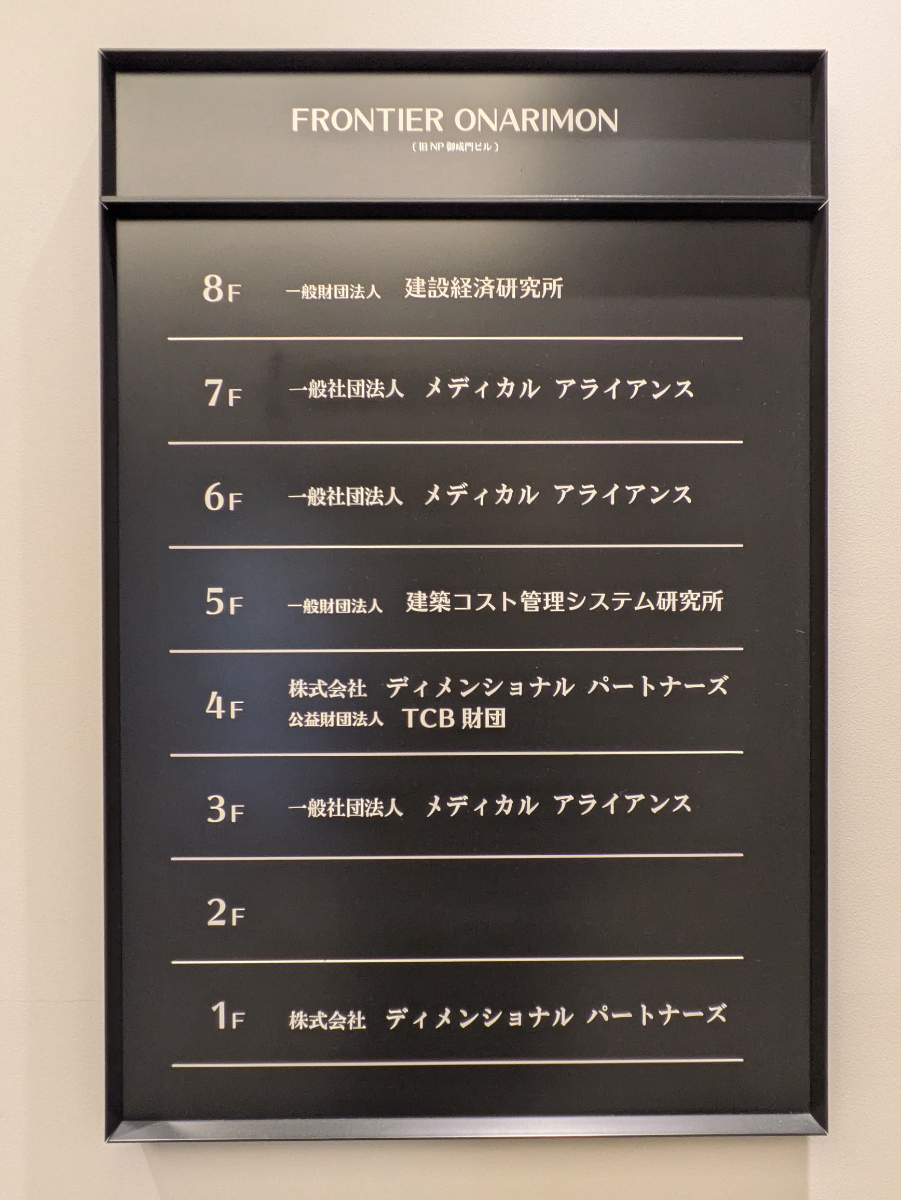 FRONTIER ONARIMON
(旧 NP 御成門ビル)
8F 一般財団法人 建設経済研究所
7F 一般社団法人 メディカル アライアンス
6F 一般社団法人 メディカル アライアンス
5F 一般財団法人 建築コスト管理システム研究所
4F 株式会社 ディメンショナル パートナーズ
公益財団法人 TCB 財団
3F 一般社団法人 メディカル アライアンス
2F
1F 株式会社 ディメンショナル パートナーズ